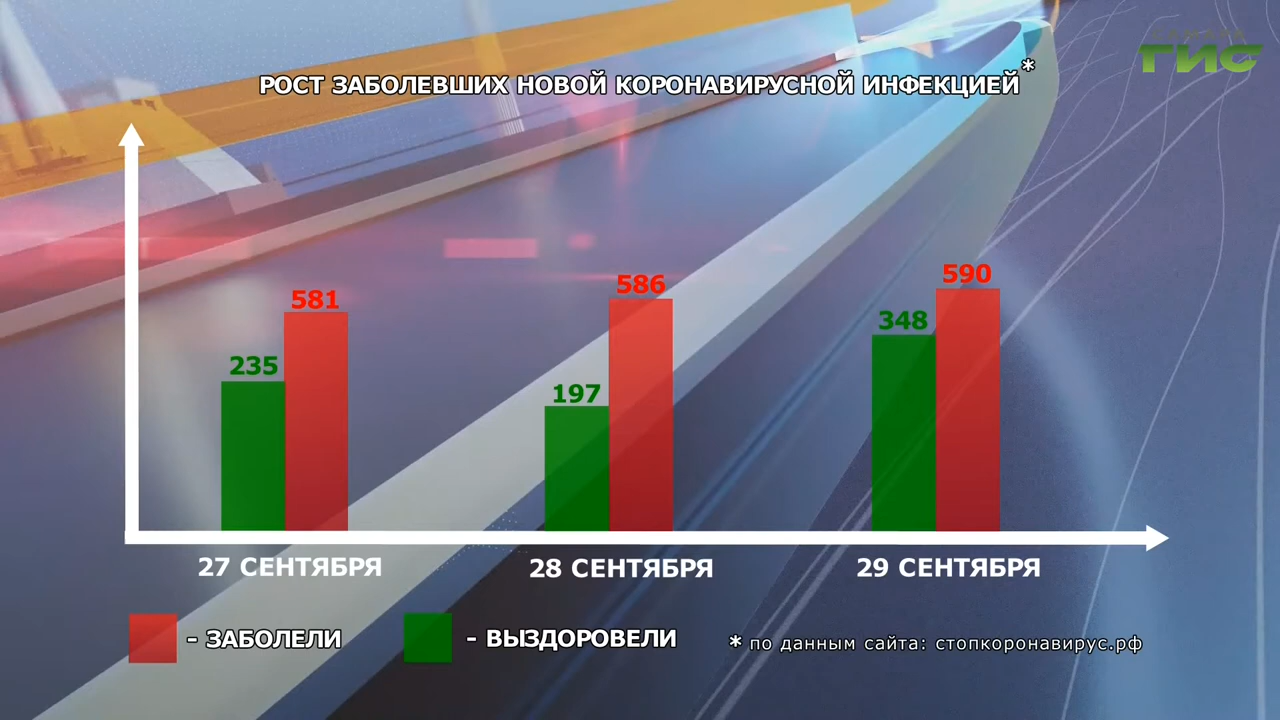 САМАРА
ГИС
РОСТ ЗАБОЛЕВШИХ НОВОЙ КОРОНАВИРУСНОЙ ИНФЕКЦИЕЙ*
581
586
590
235
197
348
27 СЕНТЯБРЯ
28 СЕНТЯБРЯ
29 СЕНТЯБРЯ
- ЗАБОЛЕЛИ
- ВЫЗДОРОВЕЛИ
* по данным сайта: стопкоронавирус.рф